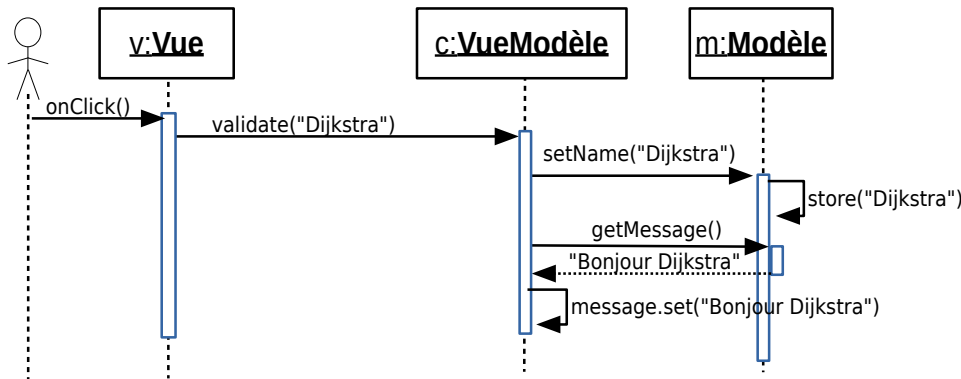 v:Vue
c:VueModèle
m:Modèle
onClick()
validate("Dijkstra")
setName("Dijkstra")
store("Dijkstra")
getMessage()
"Bonjour Dijkstra"
message.set("Bonjour Dijkstra")